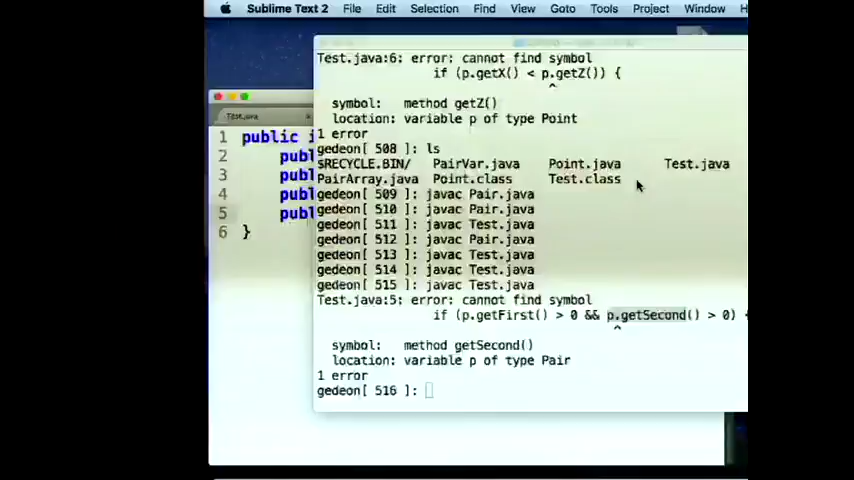 Sublime Text 2 File Edit Selection Find View Goto Tools Project Window
Test.java:6: error: cannot find symbol
if (p.getX() < p.getZ()) {
^
symbol: method getZ()
location: variable p of type Point
1 error
gedeon[ 508 ]: ls
$RECYCLE.BIN/ PairVar.java Point.java Test.java
PairArray.java Point.class Test.class
gedeon[ 509 ]: javac Pair.java
gedeon[ 510 ]: javac Pair.java
gedeon[ 511 ]: javac Test.java
gedeon[ 512 ]: javac Pair.java
gedeon[ 513 ]: javac Test.java
gedeon[ 514 ]: javac Test.java
gedeon[ 515 ]: javac Test.java
Test.java:5: error: cannot find symbol
if (p.getFirst() > 0 && p.getSecond() > 0) {
^
symbol: method getSecond()
location: variable p of type Pair
1 error
gedeon[ 516 ]:
Test.java
1 public i
2 publ
3 publ
4 publ
5 publ
6 }